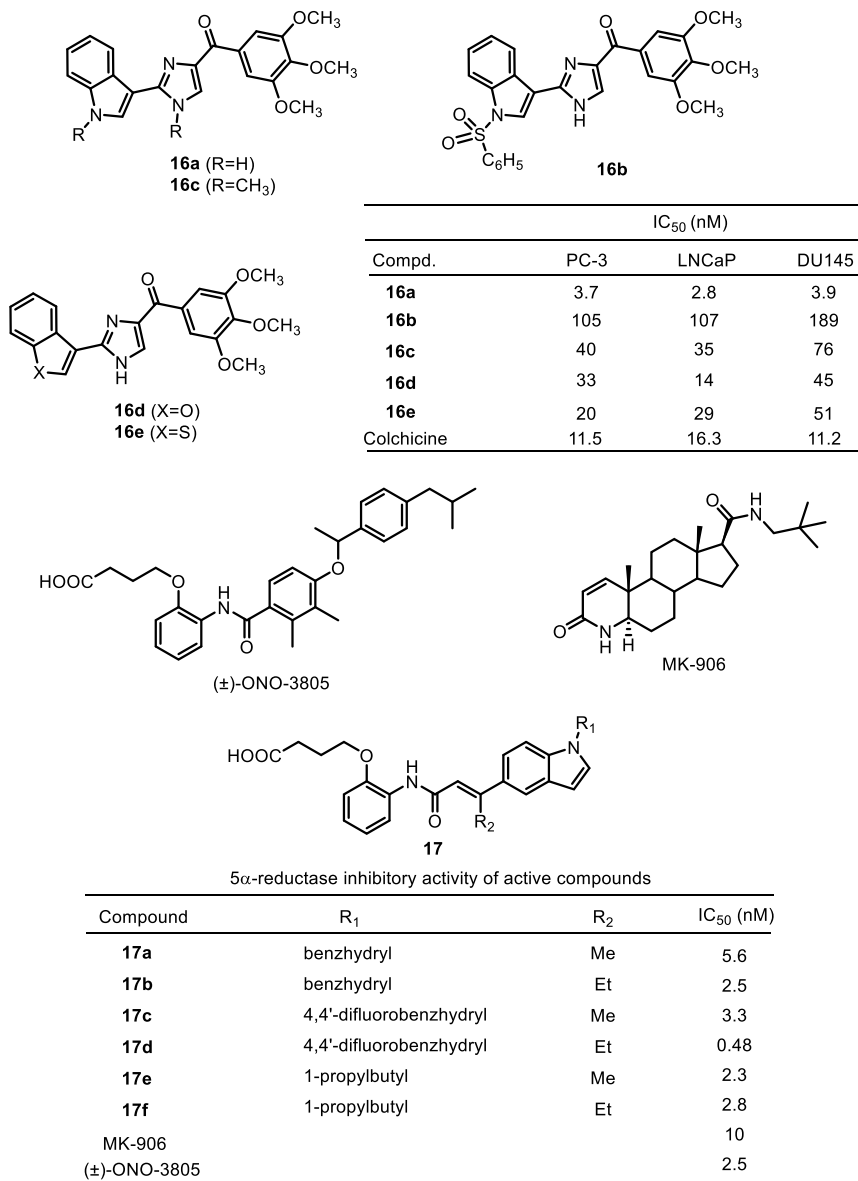 O
OCH3
N
OCH3
OCH3
N
N
R
R
16a (R=H)
16c (R=CH3)
O
OCH3
N
OCH3
OCH3
N
N
H
O
O
S
C6H5
16b
IC50 (nM)
Compd. PC-3 LNCaP DU145
16a 3.7 2.8 3.9
16b 105 107 189
16c 40 35 76
16d 33 14 45
16e 20 29 51
Colchicine 11.5 16.3 11.2
O
OCH3
N
OCH3
OCH3
X
N
H
16d (X=O)
16e (X=S)
HOOC
O
H
N
O
O
(±)-ONO-3805
O
H
N
O
N
H
H
MK-906
HOOC
O
H
N
O
R2
R1
N
17
5α-reductase inhibitory activity of active compounds
Compound R1 R2 IC50 (nM)
17a benzhydryl Me 5.6
17b benzhydryl Et 2.5
17c 4,4'-difluorobenzhydryl Me 3.3
17d 4,4'-difluorobenzhydryl Et 0.48
17e 1-propylbutyl Me 2.3
17f 1-propylbutyl Et 2.8
MK-906 10
(±)-ONO-3805 2.5